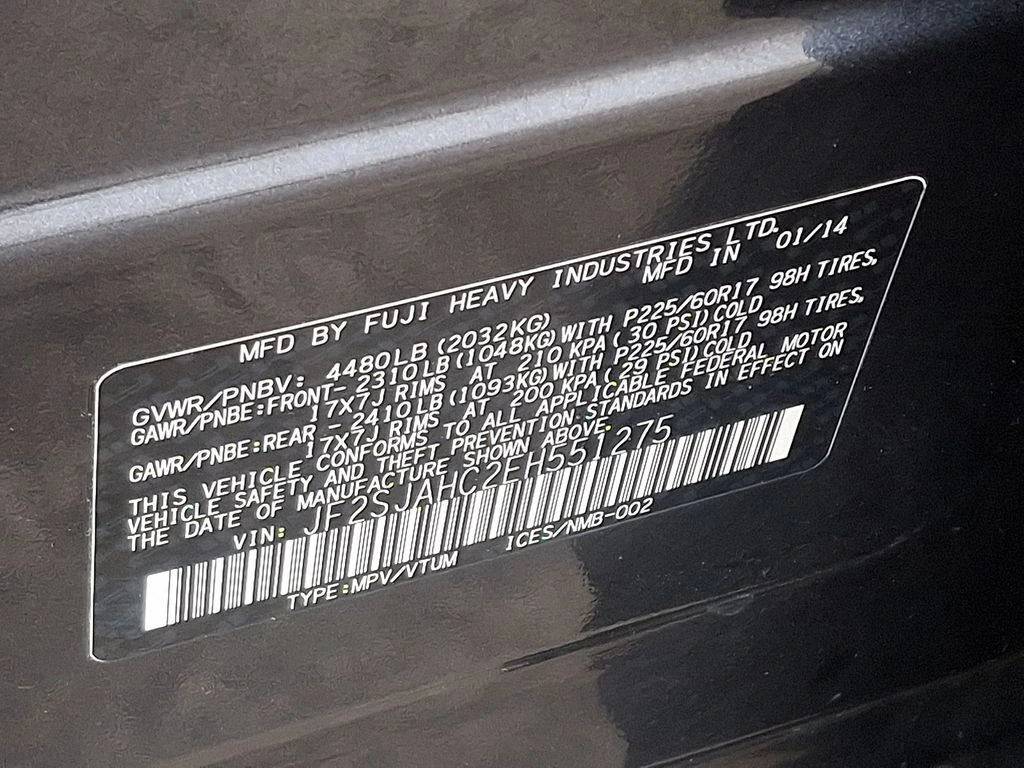 MFD BY FUJI HEAVY INDUSTRIES LTD.
MFD IN 01/14
GVWR/PNBV: 4480LB(2032KG)
GAWR/PNBE:FRONT-2310LB(1048KG)WITH P225/60R17 98H TIRES,
17X7J RIMS AT 210 KPA(30 PSI)COLD
GAWR/PNBE:REAR -2410LB(1093KG)WITH P225/60R17 98H TIRES,
17X7J RIMS AT 200 KPA(29 PSI)COLD
THIS VEHICLE CONFORMS TO ALL APPLICABLE FEDERAL MOTOR
VEHICLE SAFETY AND THEFT PREVENTION STANDARDS IN EFFECT ON
THE DATE OF MANUFACTURE SHOWN ABOVE.
VIN: JF2SJAHC2EH551275
TYPE:MPV/VTUM ICES/NMB-002